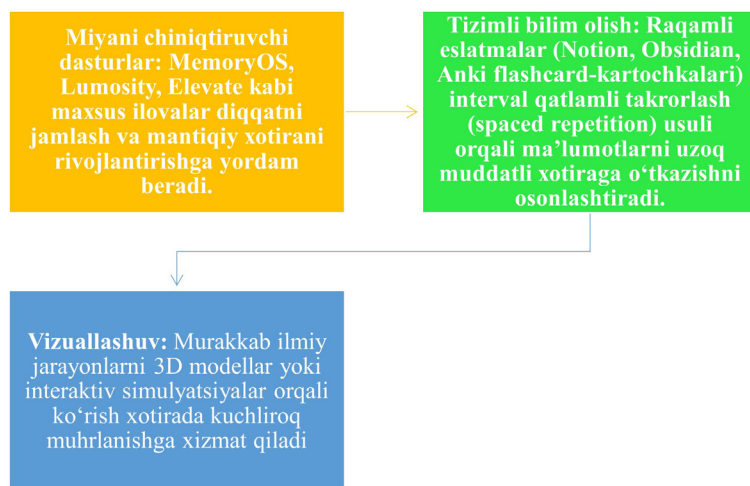 Miyani chiniqtiruvchi
dasturlar: MemoryOS,
Lumosity, Elevate kabi
maxsus ilovalar diqqatni
jamlash va mantiqiy xotirani
rivojlantirishga yordam
beradi.
Tizimli bilim olish: Raqamli
eslatmalar (Notion, Obsidian,
Anki flashcard-kartochkalari)
interval qatlamli takrorlash
(spaced repetition) usuli
orqali ma’lumotlarni uzoq
muddatli xotiraga o‘tkazishni
osonlashtiradi.
Vizuallashuv: Murakkab ilmiy
jarayonlarni 3D modellar yoki
interaktiv simulyatsiyalar orqali
ko‘rish xotirada kuchliroq
muhrlanishga xizmat qiladi